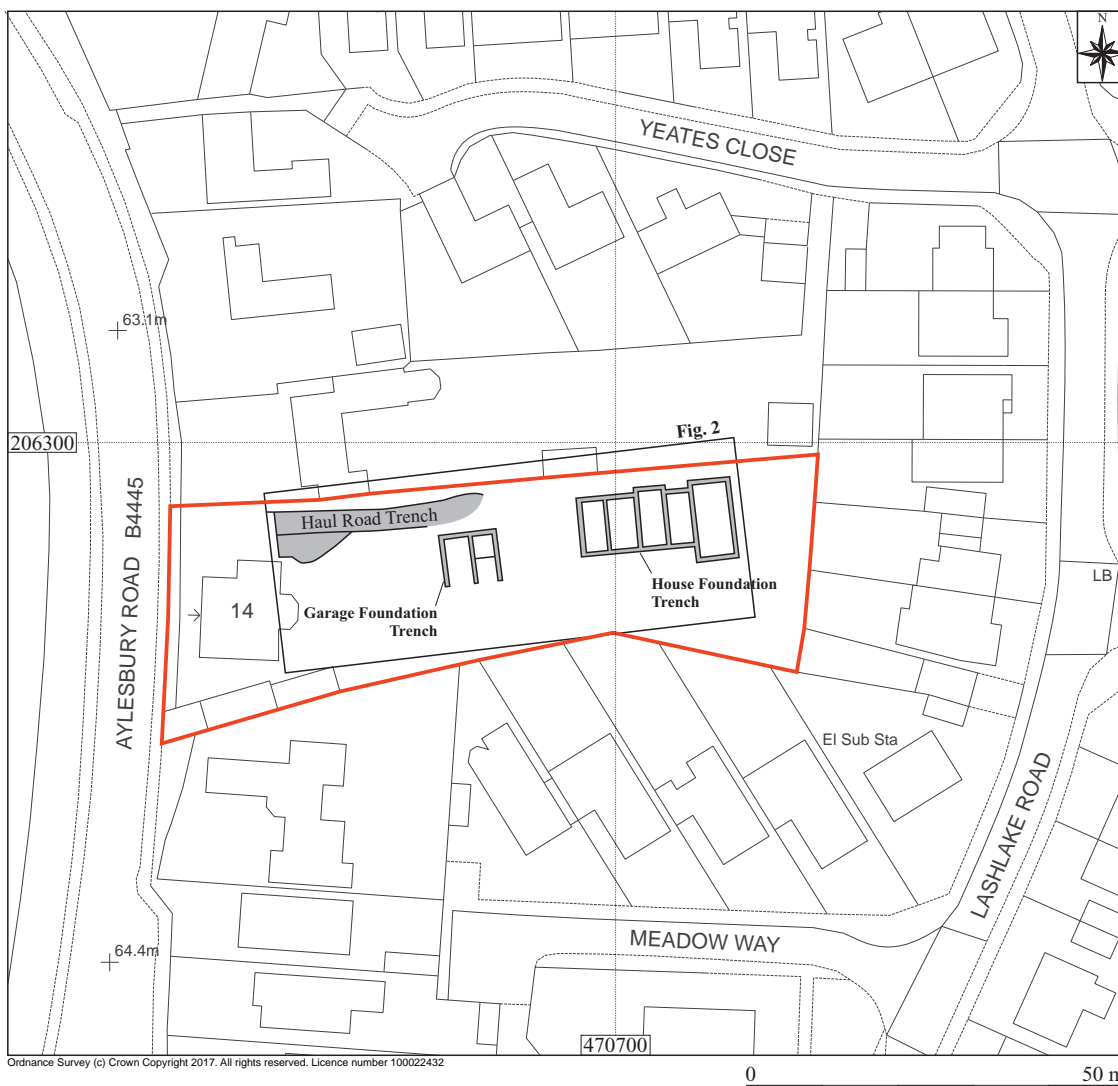 N
YEATES CLOSE
63.1m
Fig. 2
206300
AYLESBURY ROAD B4445
Haul Road Trench
14
Garage Foundation
Trench
House Foundation
Trench
LB
El Sub Sta
LASHLAKE ROAD
MEADOW WAY
64.4m
470700
Ordnance Survey (c) Crown Copyright 2017. All rights reserved. Licence number 100022432
0
50 m